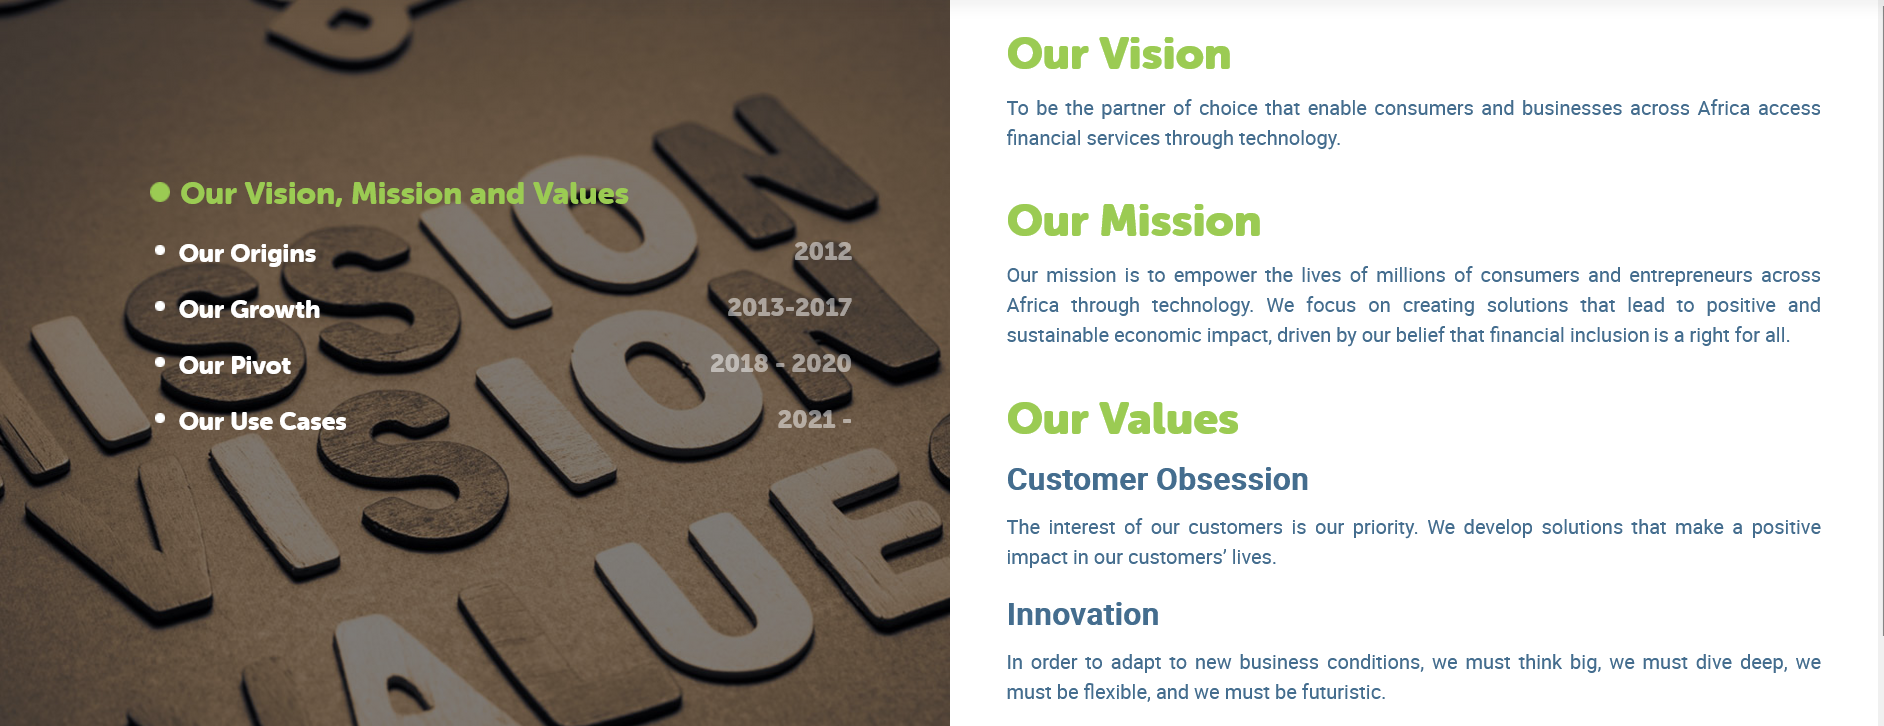 Our Vision, Mission and Values
Our Origins 2012
Our Growth 2013-2017
Our Pivot 2018 - 2020
Our Use Cases 2021 -
MISSION
VISION
VALUES
Our Vision
To be the partner of choice that enable consumers and businesses across Africa access
financial services through technology.
Our Mission
Our mission is to empower the lives of millions of consumers and entrepreneurs across
Africa through technology. We focus on creating solutions that lead to positive and
sustainable economic impact, driven by our belief that financial inclusion is a right for all.
Our Values
Customer Obsession
The interest of our customers is our priority. We develop solutions that make a positive
impact in our customers’ lives.
Innovation
In order to adapt to new business conditions, we must think big, we must dive deep, we
must be flexible, and we must be futuristic.